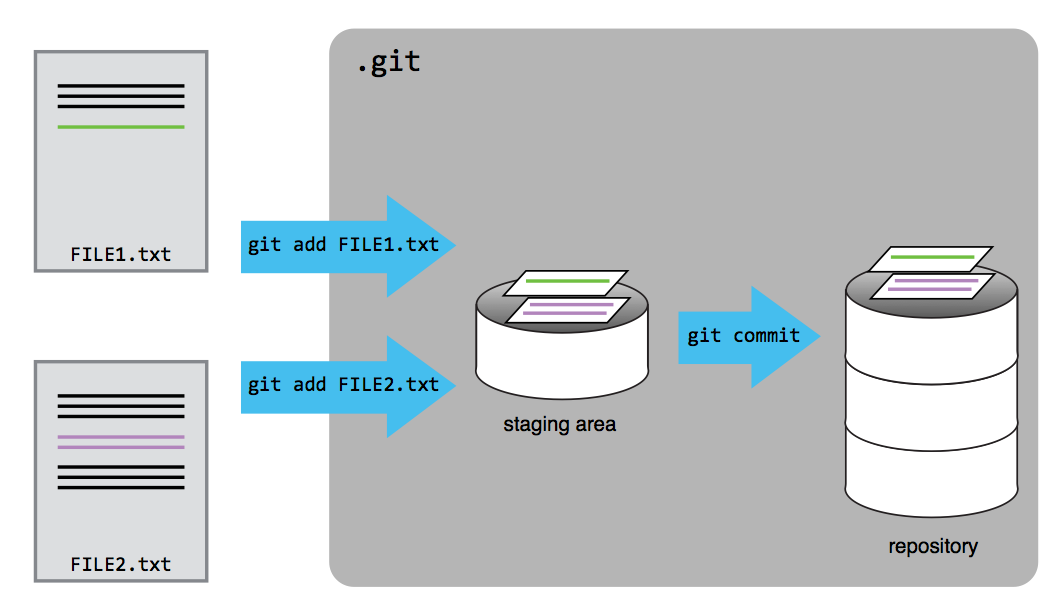 .git
FILE1.txt
git add FILE1.txt
git add FILE2.txt
git commit
staging area
repository
FILE2.txt